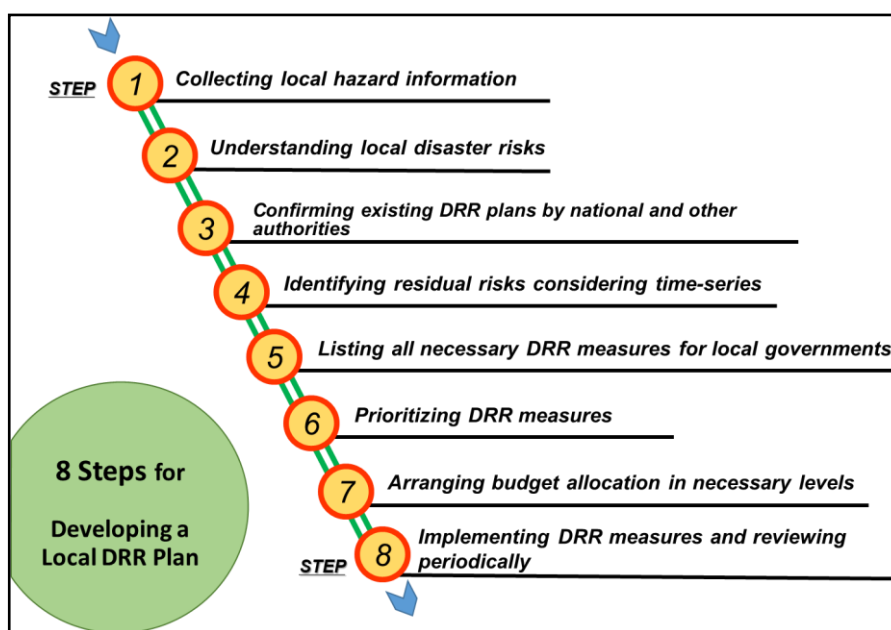 STEP
1
Collecting local hazard information
2
Understanding local disaster risks
3
Confirming existing DRR plans by national and other
authorities
4
Identifying residual risks considering time-series
5
Listing all necessary DRR measures for local governments
6
Prioritizing DRR measures
7
Arranging budget allocation in necessary levels
STEP
8
Implementing DRR measures and reviewing
periodically
8 Steps for
Developing a
Local DRR Plan